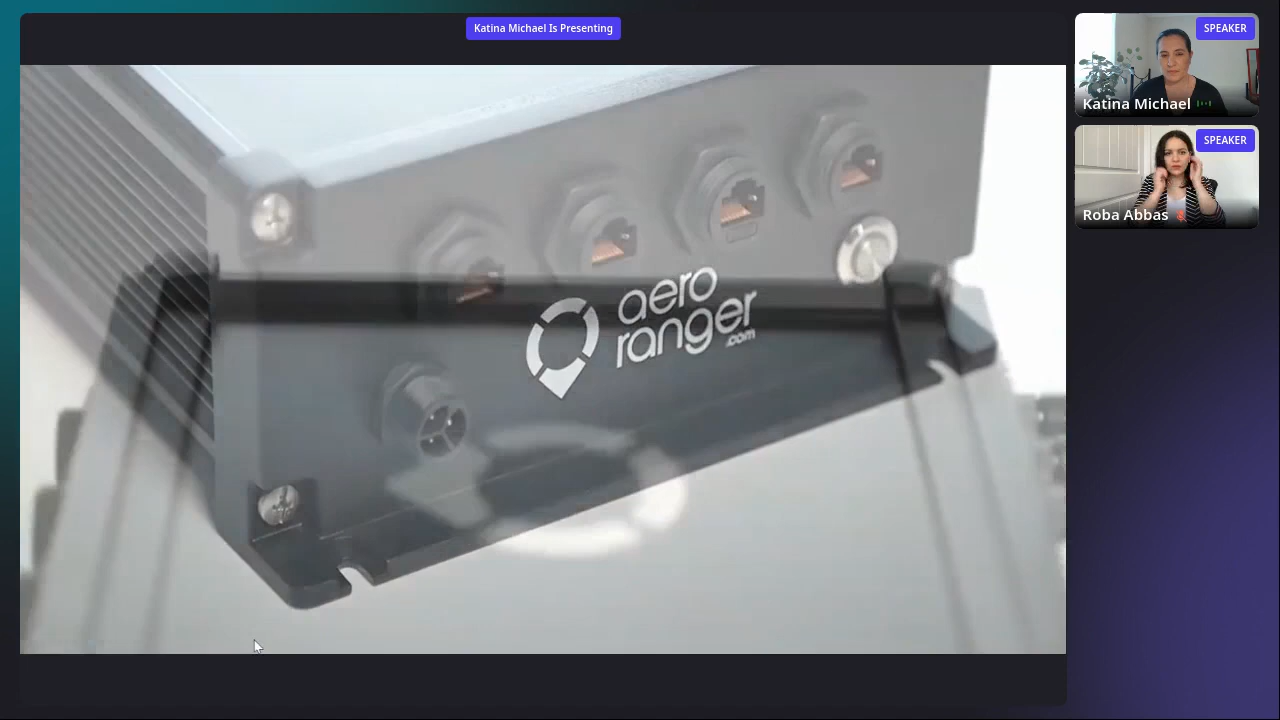 Katina Michael Is Presenting
SPEAKER
Katina Michael
SPEAKER
Roba Abbas
aero
ranger
.com